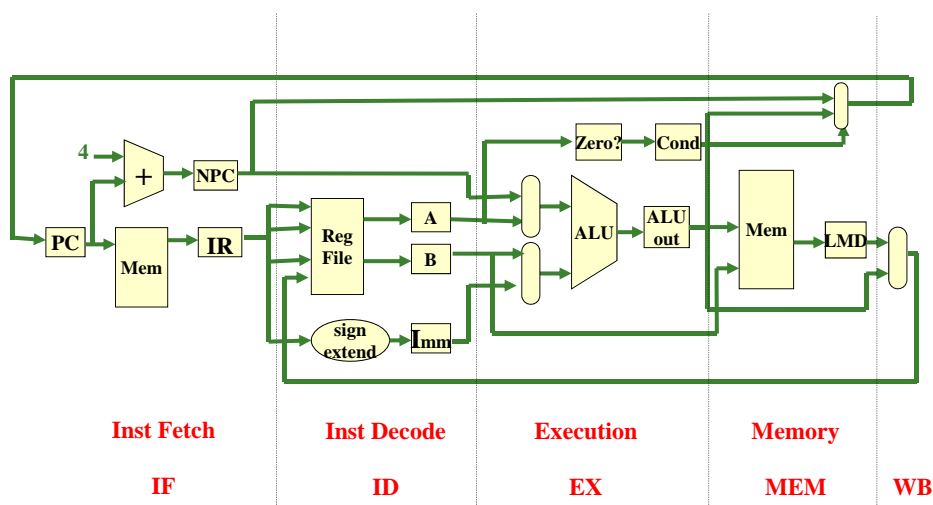 4
+
NPC
PC
Mem
IR
Reg
File
sign
extend
A
B
Imm
Zero?
Cond
ALU
ALU
out
Mem
LMD
Inst Fetch
Inst Decode
Execution
Memory
IF
ID
EX
MEM
WB